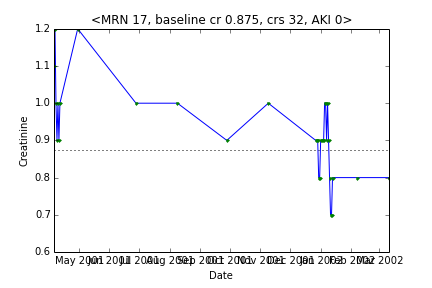 <MRN 17, baseline cr 0.875, crs 32, AKI 0>
1.2
1.1
1.0
0.9
0.8
0.7
0.6
Creatinine
May 2001 Jun 2001 Jul 2001 Aug 2001 Sep 2001 Oct 2001 Nov 2001 Dec 2001 Jan 2002 Feb 2002 Mar 2002
Date